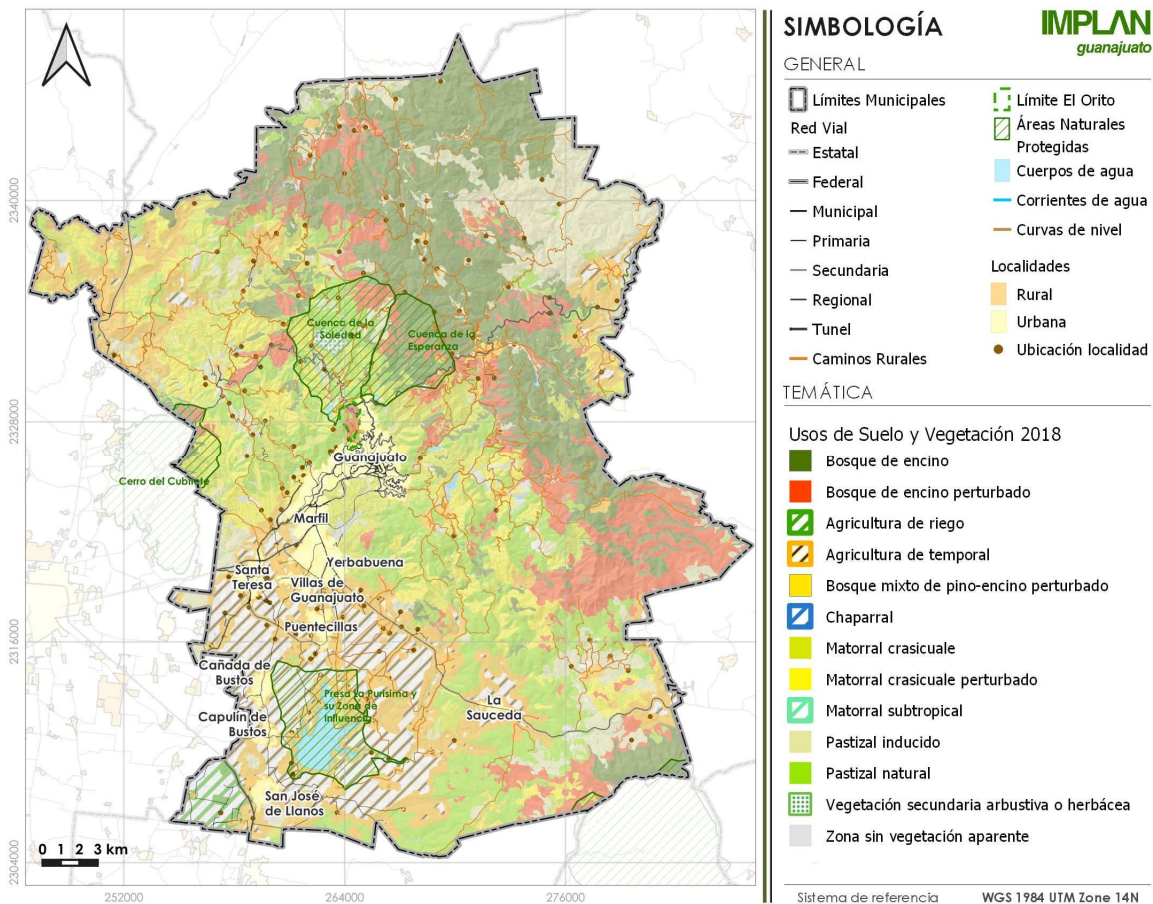 2340000
2328000
2316000
2304000
252000
264000
276000
Cuenca de la
Soledad
Cuenca de la
Esperanza
Guanajuato
Cerro del Cubilete
Marfil
Yerbabuena
Santa
Teresa
Villas de
Guanajuato
Puentecillas
Cañada de
Bustos
Presa La Purísima y
su Zona de
Influencia
Capulín de
Bustos
La
Sauceda
San José
de Llanos
0 1 2 3 km
SIMBOLOGÍA
IMPLAN
guanajuato
GENERAL
Límites Municipales
Red Vial
Estatal
Federal
Municipal
Primaria
Secundaria
Regional
Tunel
Caminos Rurales
Límite El Orito
Áreas Naturales
Protegidas
Cuerpos de agua
Corrientes de agua
Curvas de nivel
Localidades
Rural
Urbana
Ubicación localidad
TEMÁTICA
Usos de Suelo y Vegetación 2018
Bosque de encino
Bosque de encino perturbado
Agricultura de riego
Agricultura de temporal
Bosque mixto de pino-encino perturbado
Chaparral
Matorral crasicuale
Matorral crasicuale perturbado
Matorral subtropical
Pastizal inducido
Pastizal natural
Vegetación secundaria arbustiva o herbácea
Zona sin vegetación aparente
Sistema de referencia WGS 1984 UTM Zone 14N